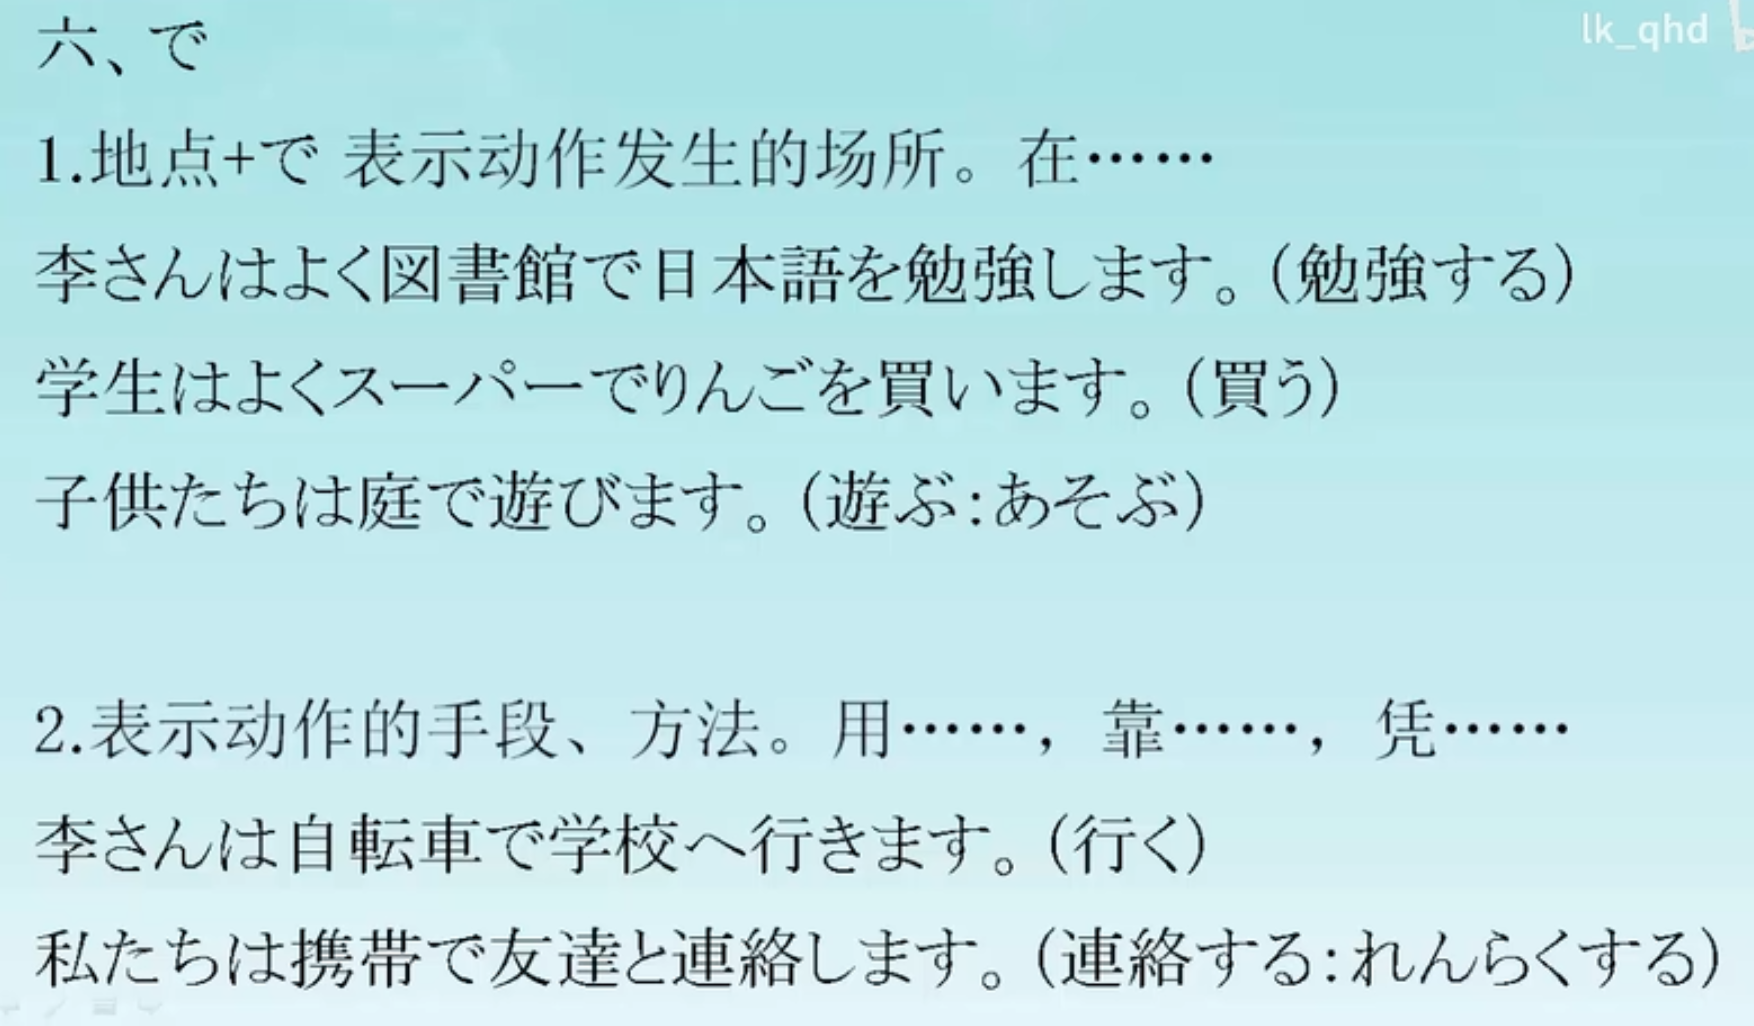 lk_qhd
六、で
1.地点+で 表示动作发生的场所。在……
李さんはよく図書館で日本語を勉強します。(勉強する)
学生はよくスーパーでりんごを買います。(買う)
子供たちは庭で遊びます。(遊ぶ:あそぶ)
2.表示动作的手段、方法。用……，靠……，凭……
李さんは自転車で学校へ行きます。(行く)
私たちは携帯で友達と連絡します。(連絡する:れんらくする)